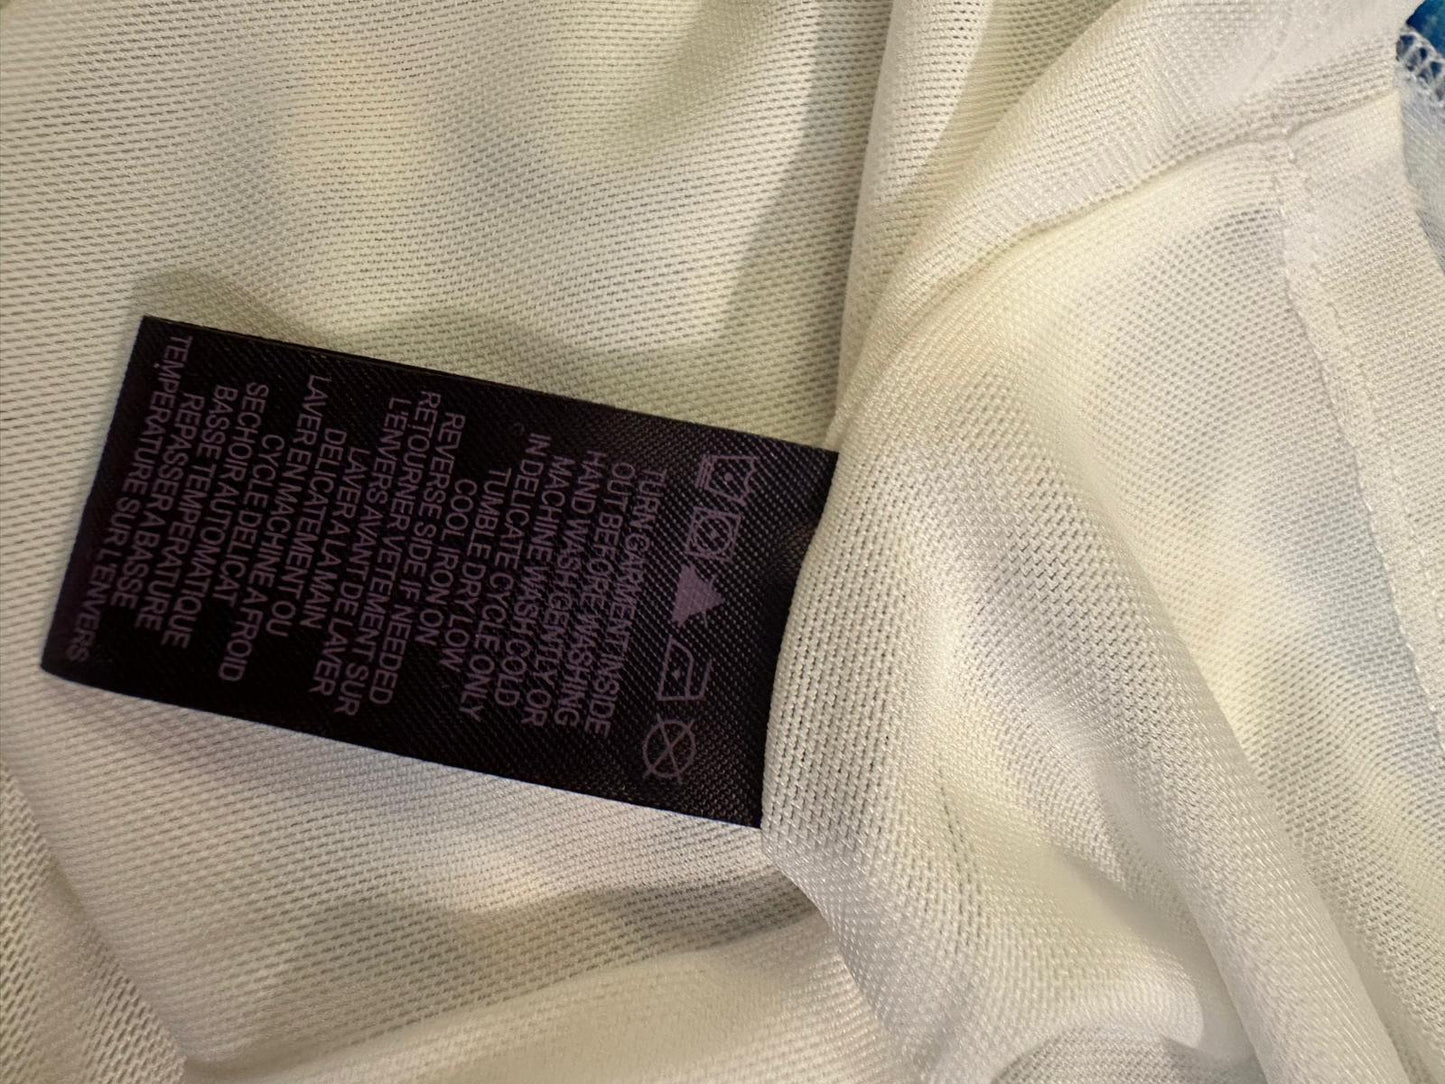 TURN GARMENT INSIDE
OUT BEFORE WASHING
HAND WASH GENTLY OR
MACHINE WASH COLD
IN DELICATE CYCLE ONLY
TUMBLE DRY LOW
COOL IRON ON
REVERSE SIDE IF NEEDED
RETOURNER VETEMENT SUR
L'ENVERS AVANT DE LAVER
LAVER A LA MAIN
DELICATEMENT OU
LAVER EN MACHINE A FROID
CYCLE DELICAT
SECHOIR AUTOMATIQUE
BASSE TEMPERATURE
REPASSER A BASSE
TEMPERATURE SUR L'ENVERS